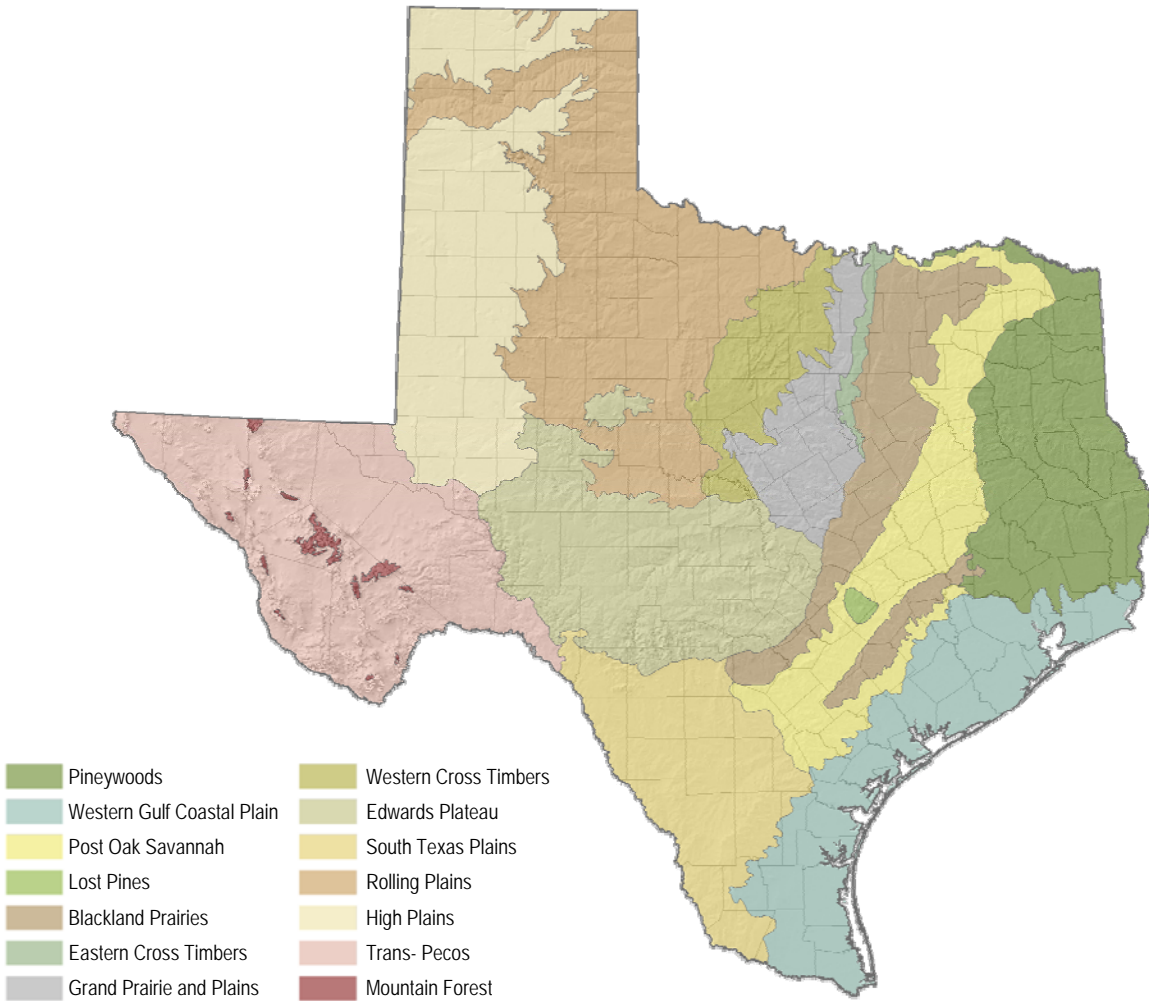 Pineywoods
Western Gulf Coastal Plain
Post Oak Savannah
Lost Pines
Blackland Prairies
Eastern Cross Timbers
Grand Prairie and Plains
Western Cross Timbers
Edwards Plateau
South Texas Plains
Rolling Plains
High Plains
Trans- Pecos
Mountain Forest